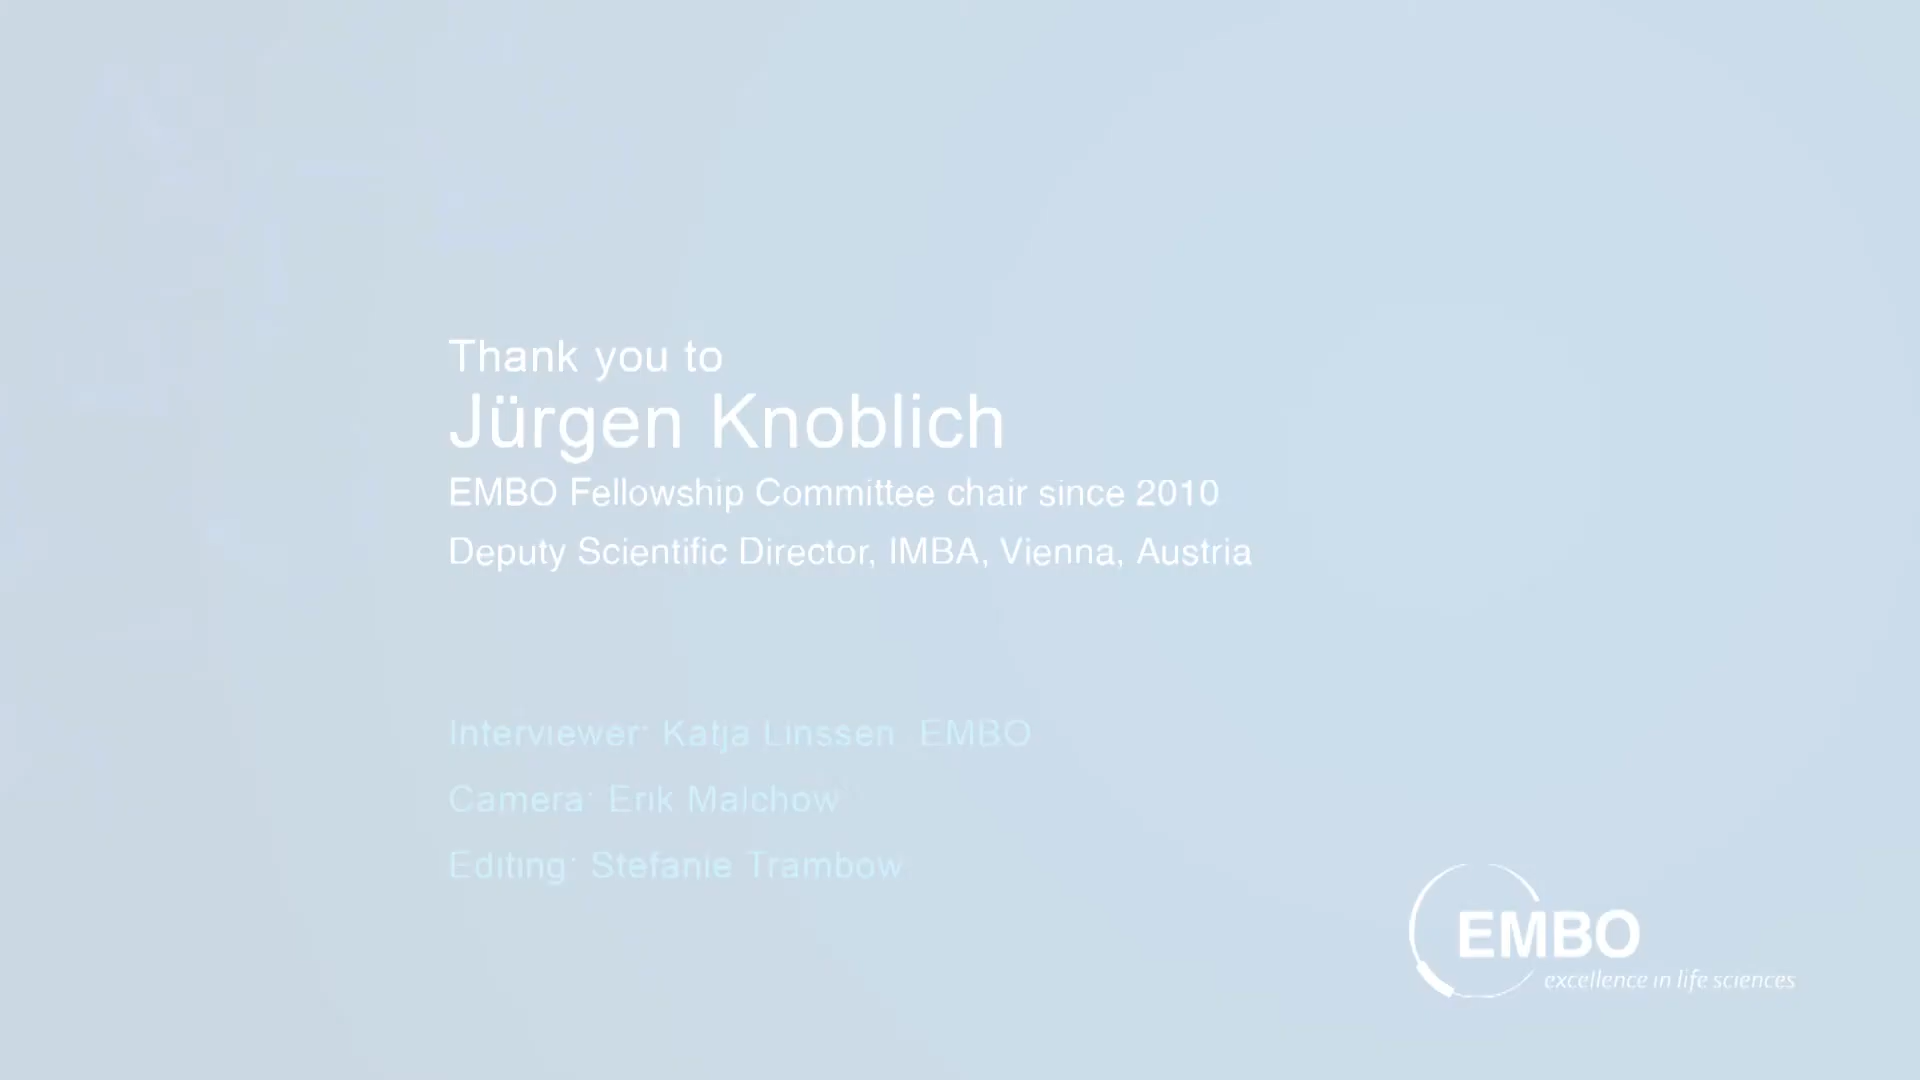 Thank you to
Jürgen Knoblich
EMBO Fellowship Committee chair since 2010
Deputy Scientific Director, IMBA, Vienna, Austria
Interviewer: Katja Linssen, EMBO
Camera: Erik Malchow
Editing: Stefanie Trambow
EMBO
excellence in life sciences